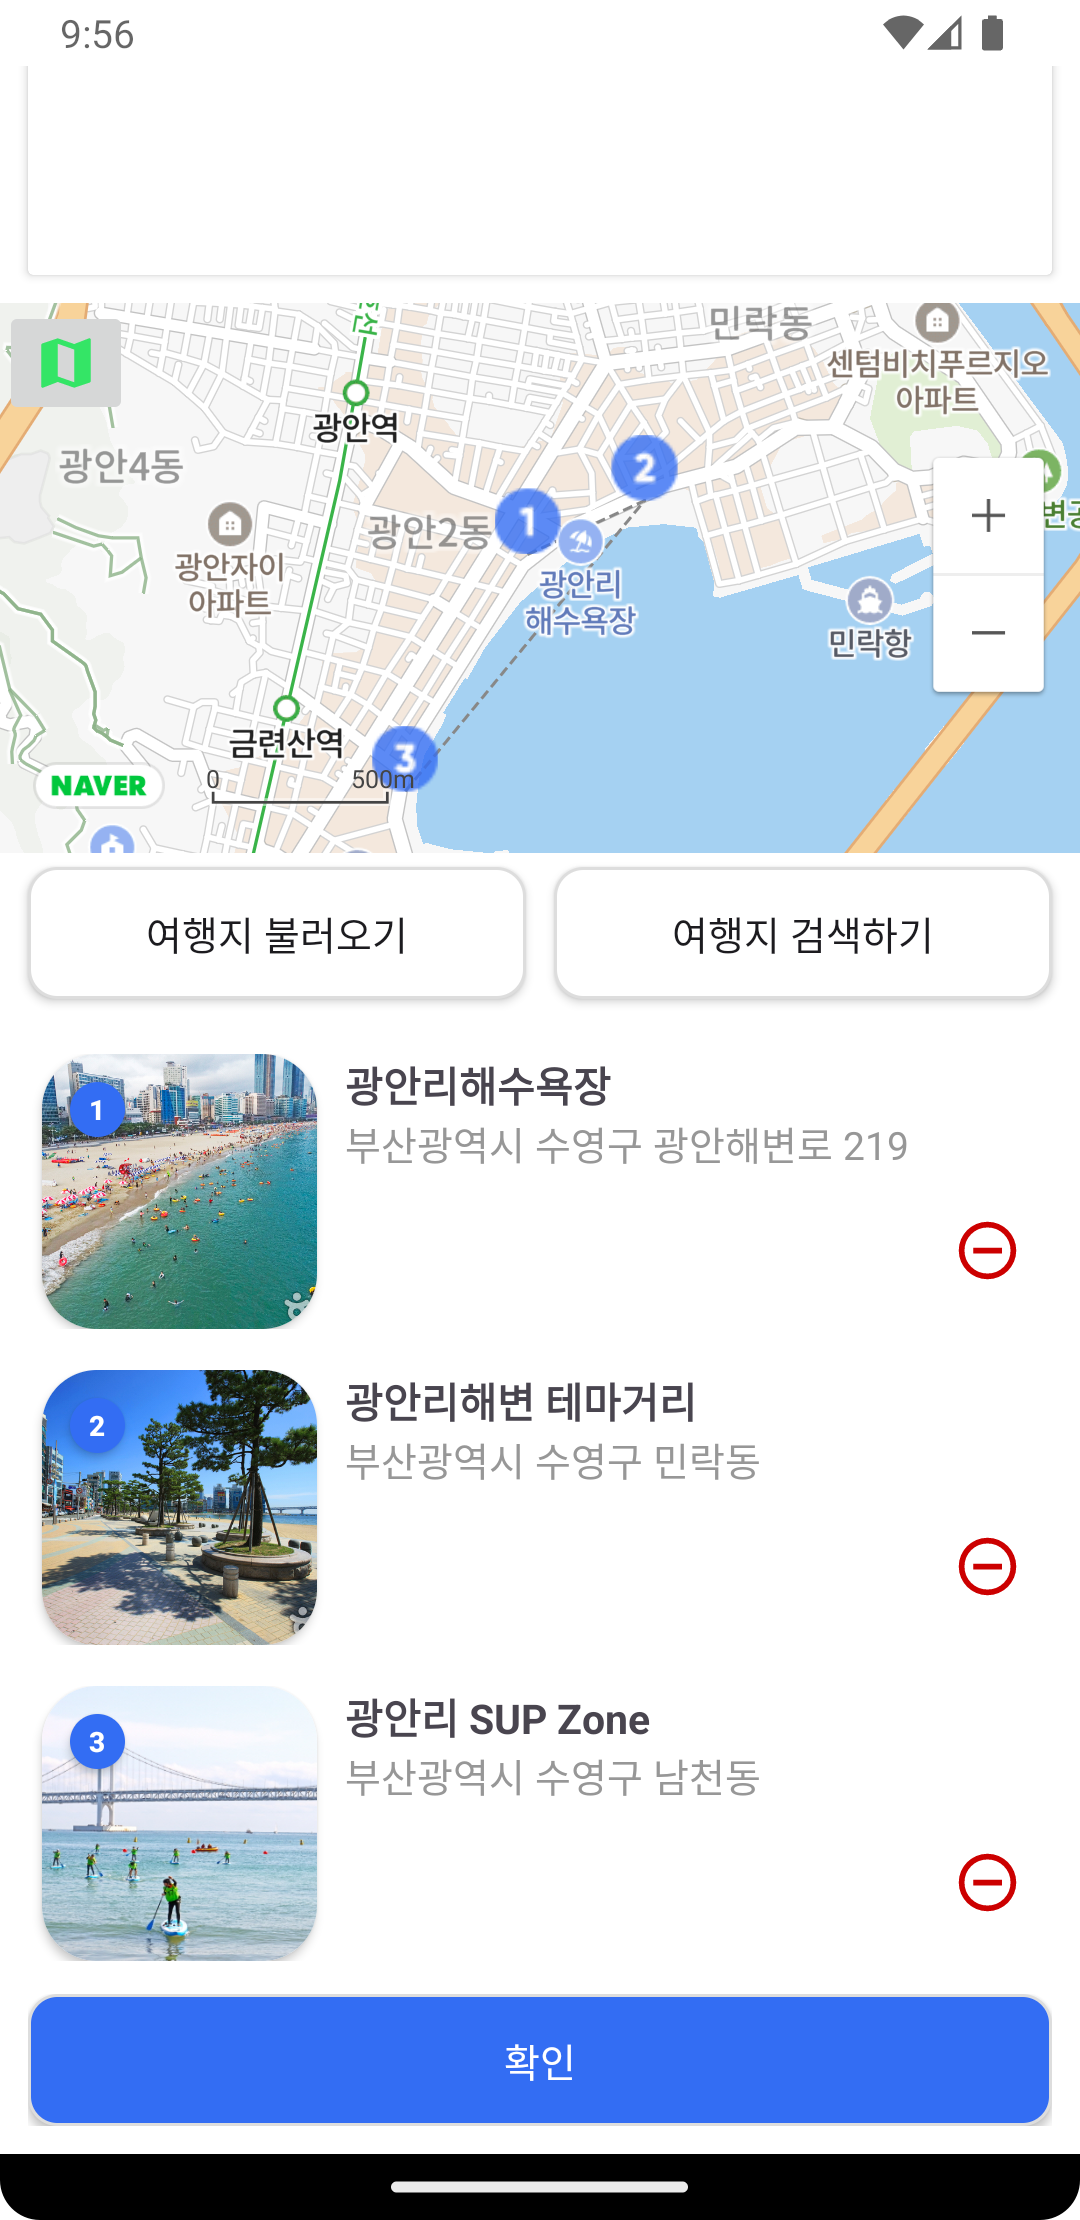 9:56
민락동
센텀비치푸르지오
아파트
광안역
광안4동
2
1
광안2동
광안자이
아파트
광안리
해수욕장
민락항
금련산역
3
NAVER
0
500m
여행지 불러오기
여행지 검색하기
1
광안리해수욕장
부산광역시 수영구 광안해변로 219
2
광안리해변 테마거리
부산광역시 수영구 민락동
3
광안리 SUP Zone
부산광역시 수영구 남천동
확인